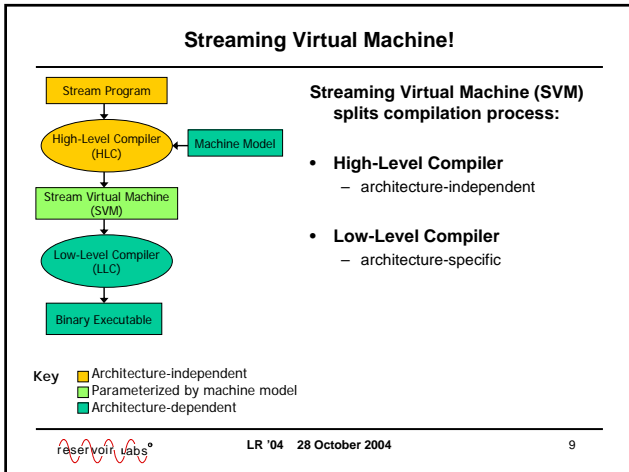 Streaming Virtual Machine!
Stream Program
High-Level Compiler
(HLC)
Machine Model
Stream Virtual Machine
(SVM)
Low-Level Compiler
(LLC)
Binary Executable
Streaming Virtual Machine (SVM)
splits compilation process:
• High-Level Compiler
– architecture-independent
• Low-Level Compiler
– architecture-specific
Key
Architecture-independent
Parameterized by machine model
Architecture-dependent
reservoir labs
LR '04 28 October 2004
9